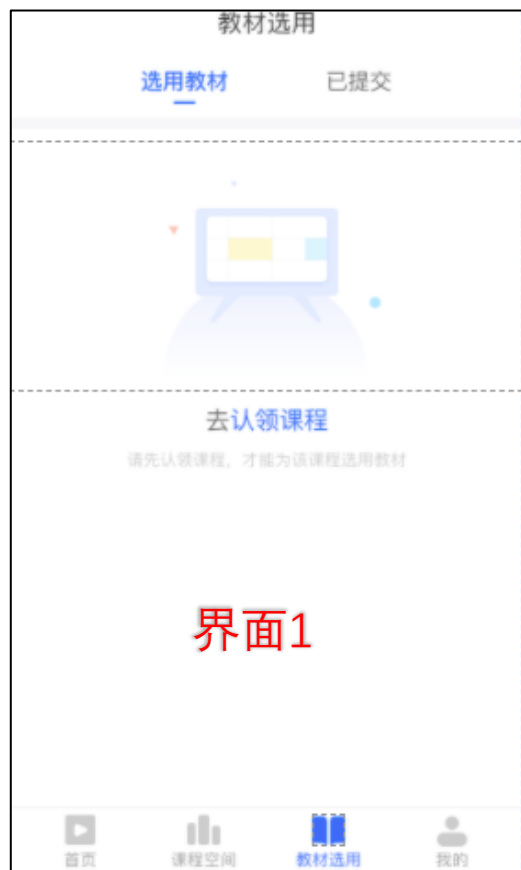 教材选用
选用教材 已提交
去认领课程
请先认领课程，才能为该课程选用教材
界面1
首页 课程空间 教材选用 我的